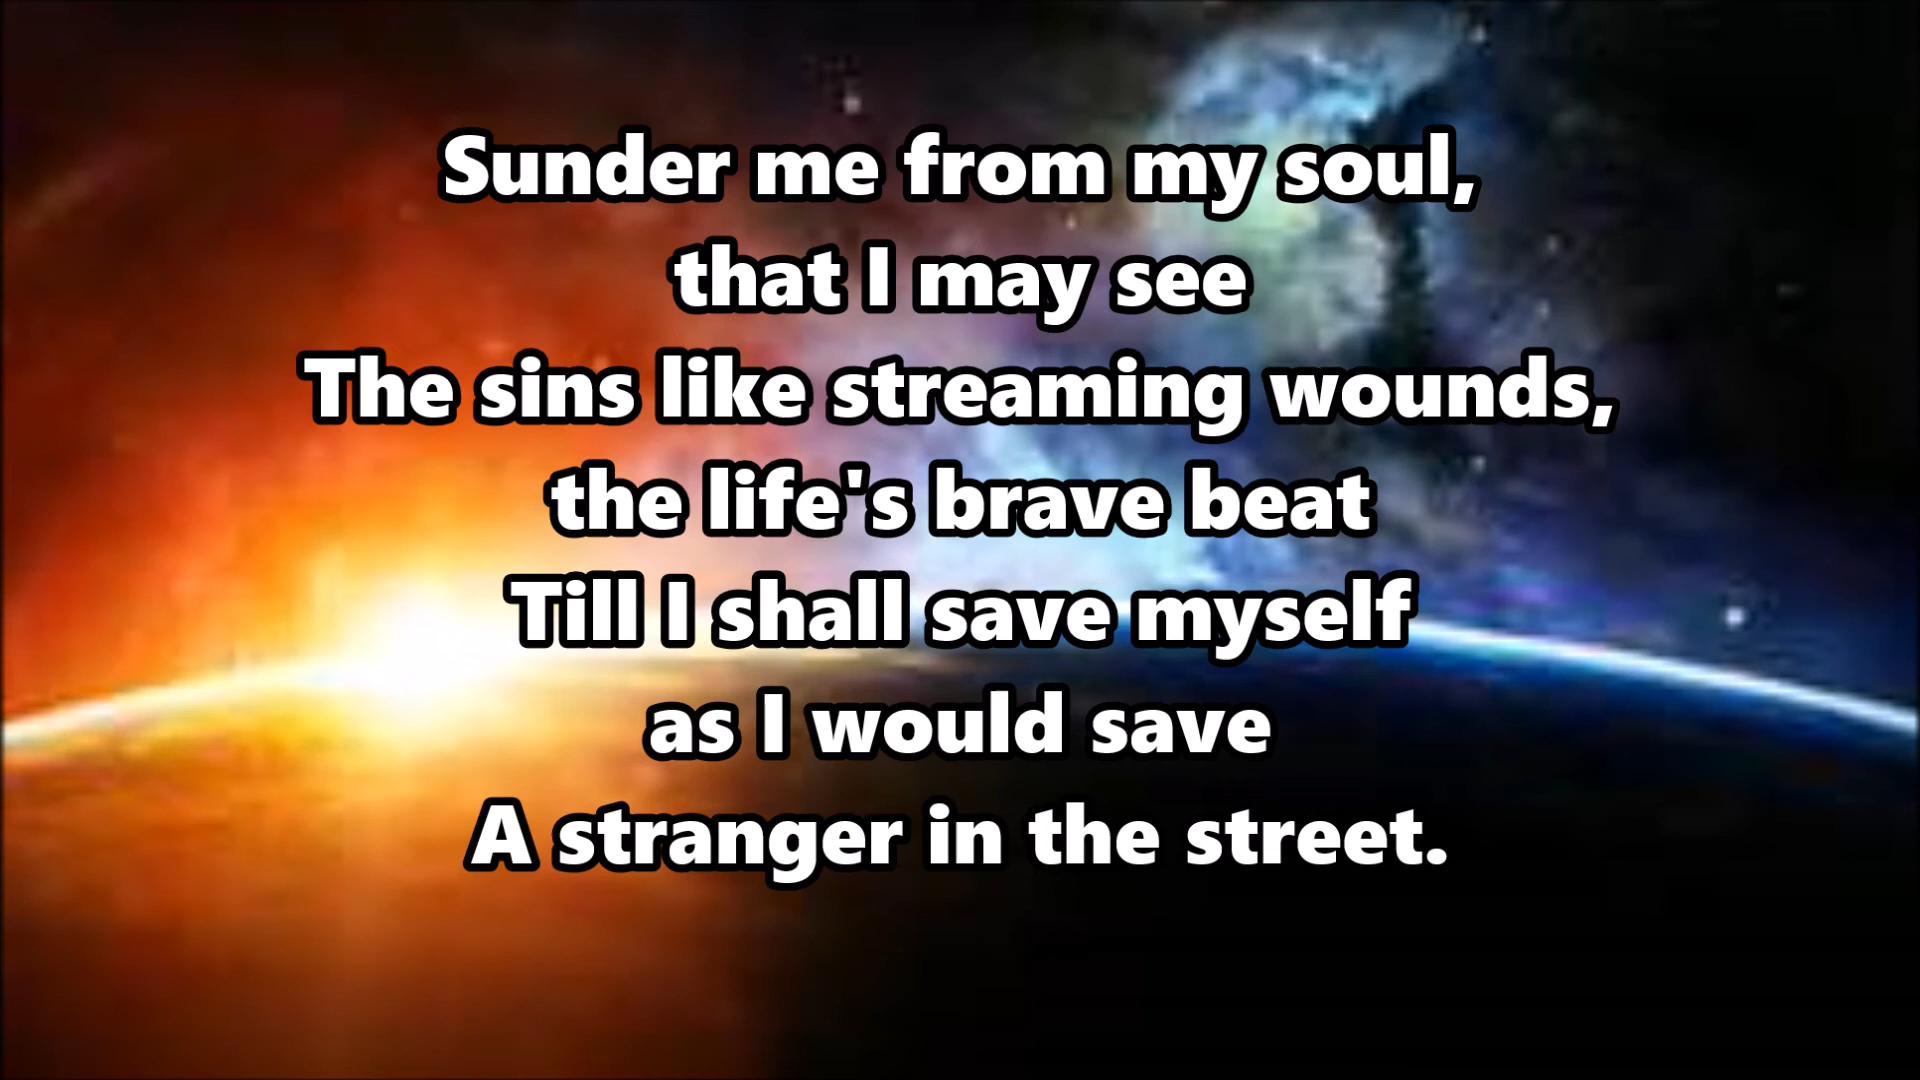 Sunder me from my soul,
that I may see
The sins like streaming wounds,
the life's brave beat
Till I shall save myself
as I would save
A stranger in the street.